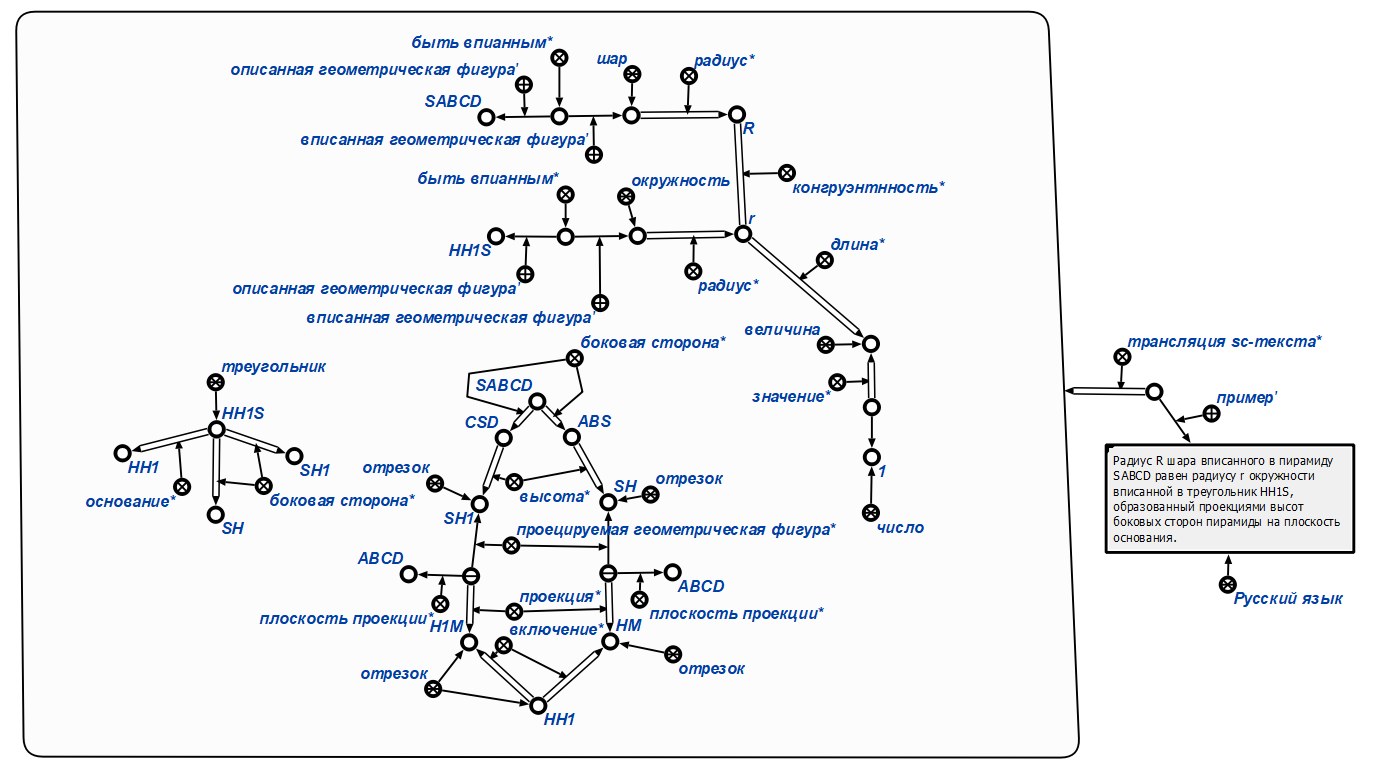 быть впианным*
описанная геометрическая фигура'
шар
радиус*
SABCD
R
вписанная геометрическая фигура'
быть впианным*
окружность
конгруэнтнность*
r
HH1S
длина*
описанная геометрическая фигура'
радиус*
вписанная геометрическая фигура'
величина
боковая сторона*
трансляция sc-текста*
треугольник
SABCD
значение*
пример'
HH1S
CSD
ABS
HH1
SH1
отрезок
отрезок
1
Радиус R шара вписанного в пирамиду
SABCD равен радиусу r окружности
вписанной в треугольник HH1S,
образованный проекциями высот
боковых сторон пирамиды на плоскость
основания.
основание*
боковая сторона*
высота*
SH
SH1
SH
проецируемая геометрическая фигура*
число
ABCD
ABCD
проекция*
Русский язык
плоскость проекции*
плоскость проекции*
H1M
включение*
HM
отрезок
отрезок
HH1